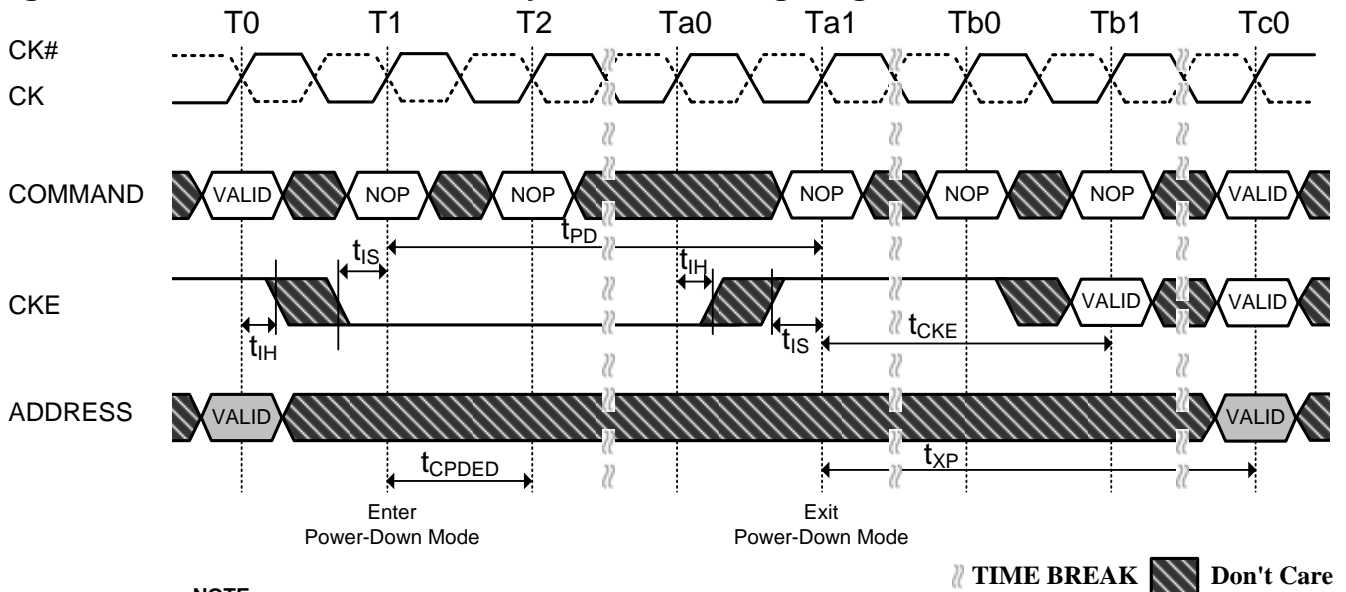 T0 T1 T2 Ta0 Ta1 Tb0 Tb1 Tc0
CK#
CK
COMMAND VALID NOP NOP NOP NOP NOP VALID
tPD
tIS tIH
CKE VALID VALID
tIH tIS tCKE
ADDRESS VALID VALID
tCPDED tXP
Enter
Power-Down Mode
Exit
Power-Down Mode
TIME BREAK Don't Care